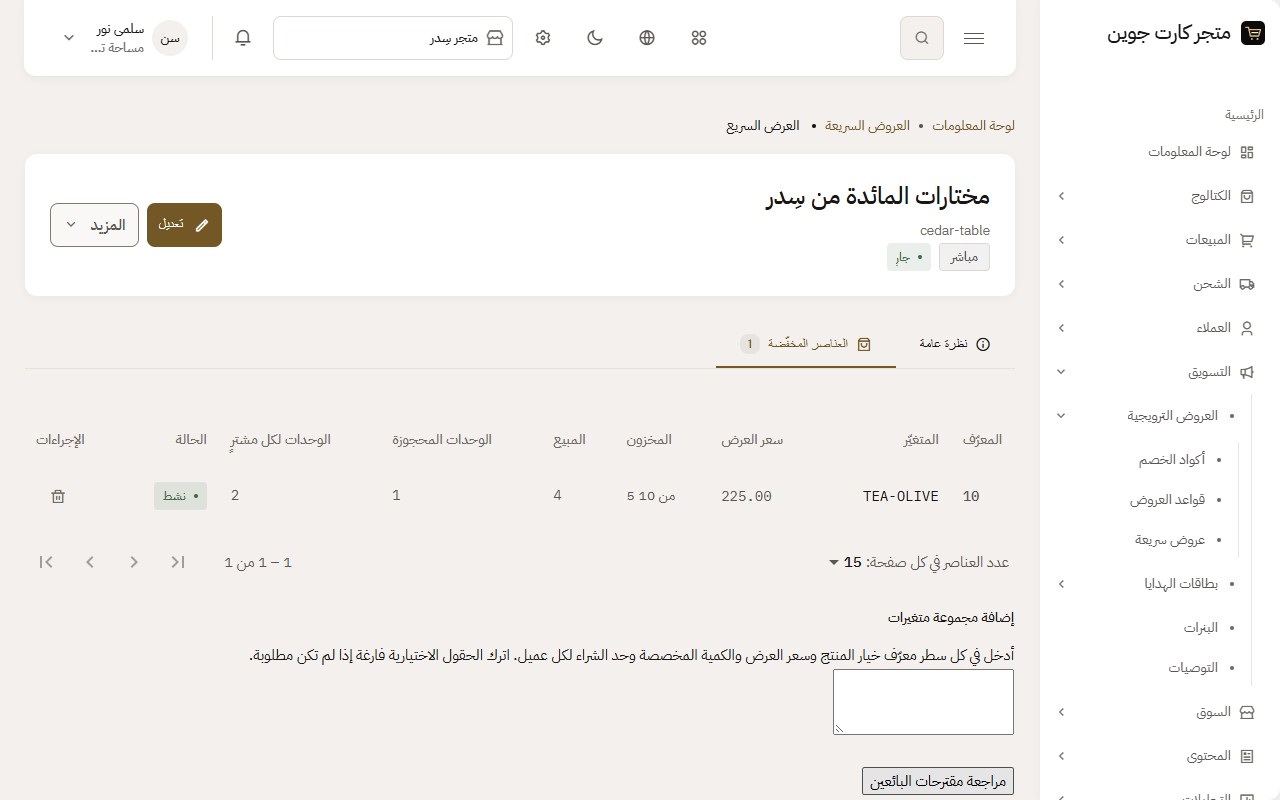 متجر كارت جوين
الرئيسية
لوحة المعلومات
الكتالوج
المبيعات
الشحن
العملاء
التسويق
العروض الترويجية
أكواد الخصم
قواعد العروض
عروض سريعة
بطاقات الهدايا
البنرات
التوصيات
السوق
المحتوى
متجر سِدر
سن
سلمى نور
مساحة تـ...
لوحة المعلومات • العروض السريعة • العرض السريع
مختارات المائدة من سِدر
cedar-table
مباشر
جارٍ
تعديل
المزيد
نظرة عامة
العناصر المخفّضة 1
المعرّف المتغيّر سعر العرض المخزون المبيع الوحدات المحجوزة الوحدات لكل مشترٍ الحالة الإجراءات
10 TEA-OLIVE 225.00 5 من 10 4 1 2 نشط
عدد العناصر في كل صفحة: 15
1 – 1 من 1
إضافة مجموعة متغيرات
أدخل في كل سطر معرّف خيار المنتج وسعر العرض والكمية المخصصة وحد الشراء لكل عميل. اترك الحقول الاختيارية فارغة إذا لم تكن مطلوبة.
مراجعة مقترحات البائعين